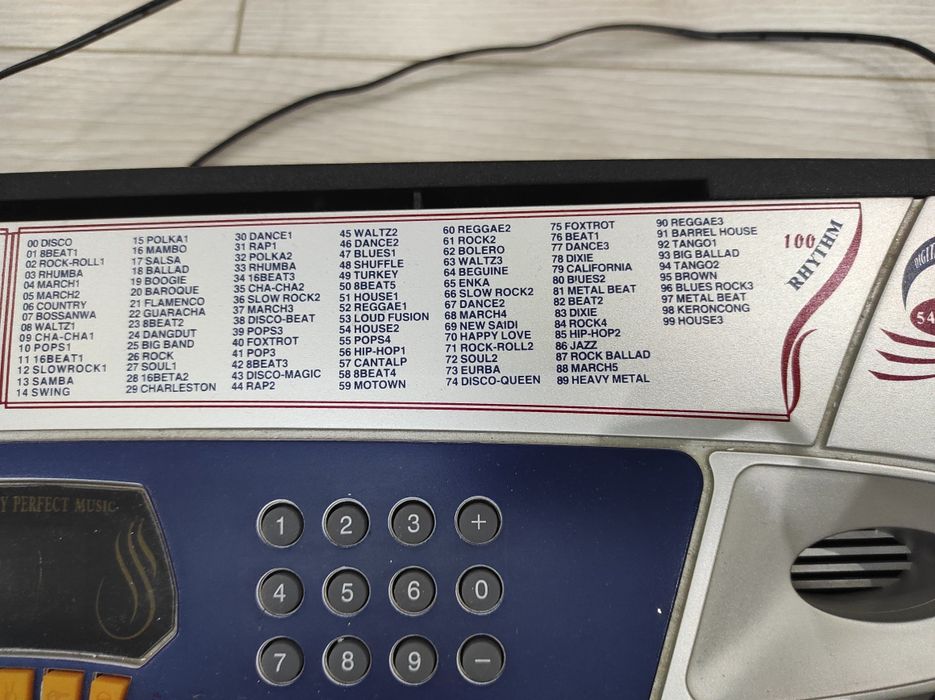 00 DISCO
01 8BEAT1
02 ROCK-ROLL1
03 RHUMBA
04 MARCH1
05 MARCH2
06 COUNTRY
07 BOSSANWA
08 WALTZ1
09 CHA-CHA1
10 POPS1
11 16BEAT1
12 SLOWROCK1
13 SAMBA
14 SWING
15 POLKA1
16 MAMBO
17 SALSA
18 BALLAD
19 BOOGIE
20 BAROQUE
21 FLAMENCO
22 GUARACHA
23 8BEAT2
24 DANGDUT
25 BIG BAND
26 ROCK
27 SOUL1
28 16BETA2
29 CHARLESTON
30 DANCE1
31 RAP1
32 POLKA2
33 RHUMBA
34 16BEAT3
35 CHA-CHA2
36 SLOW ROCK2
37 MARCH3
38 DISCO-BEAT
39 POPS3
40 FOXTROT
41 POP3
42 8BEAT3
43 DISCO-MAGIC
44 RAP2
45 WALTZ2
46 DANCE2
47 BLUES1
48 SHUFFLE
49 TURKEY
50 8BEAT5
51 HOUSE1
52 REGGAE1
53 LOUD FUSION
54 HOUSE2
55 POPS4
56 HIP-HOP1
57 CANTALP
58 8BEAT4
59 MOTOWN
60 REGGAE2
61 ROCK2
62 BOLERO
63 WALTZ3
64 BEGUINE
65 ENKA
66 SLOW ROCK2
67 DANCE2
68 MARCH4
69 NEW SAIDI
70 HAPPY LOVE
71 ROCK-ROLL2
72 SOUL2
73 EURBA
74 DISCO-QUEEN
75 FOXTROT
76 BEAT1
77 DANCE3
78 DIXIE
79 CALIFORNIA
80 BIUES2
81 METAL BEAT
82 BEAT2
83 DIXIE
84 ROCK4
85 HIP-HOP2
86 JAZZ
87 ROCK BALLAD
88 MARCH5
89 HEAVY METAL
90 REGGAE3
91 BARREL HOUSE
92 TANGO1
93 BIG BALLAD
94 TANGO2
95 BROWN
96 BLUES ROCK3
97 METAL BEAT
98 KERONCONG
99 HOUSE3
100
RHYTHM
54
Y PERFECT MUSIC
1 2 3 +
4 5 6 0
7 8 9 −